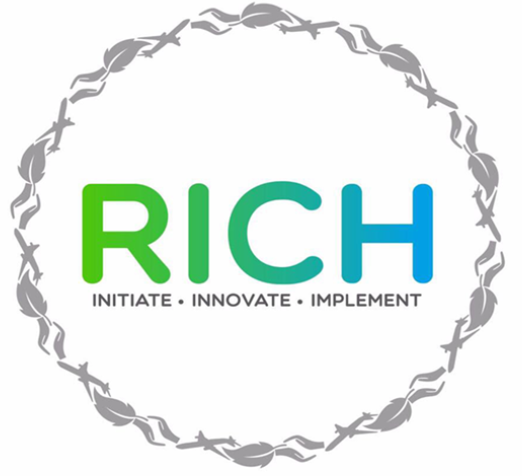 RICH
INITIATE • INNOVATE • IMPLEMENT